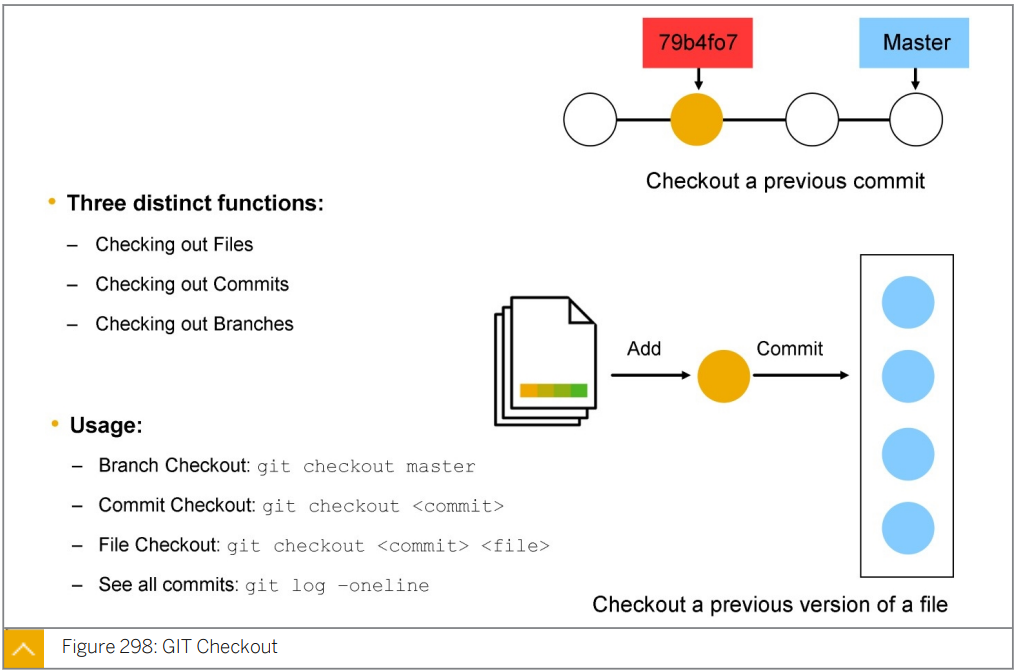 79b4fo7
Master
Checkout a previous commit
• Three distinct functions:
– Checking out Files
– Checking out Commits
– Checking out Branches
Add
Commit
• Usage:
– Branch Checkout: git checkout master
– Commit Checkout: git checkout <commit>
– File Checkout: git checkout <commit> <file>
– See all commits: git log –oneline
Checkout a previous version of a file
Figure 298: GIT Checkout